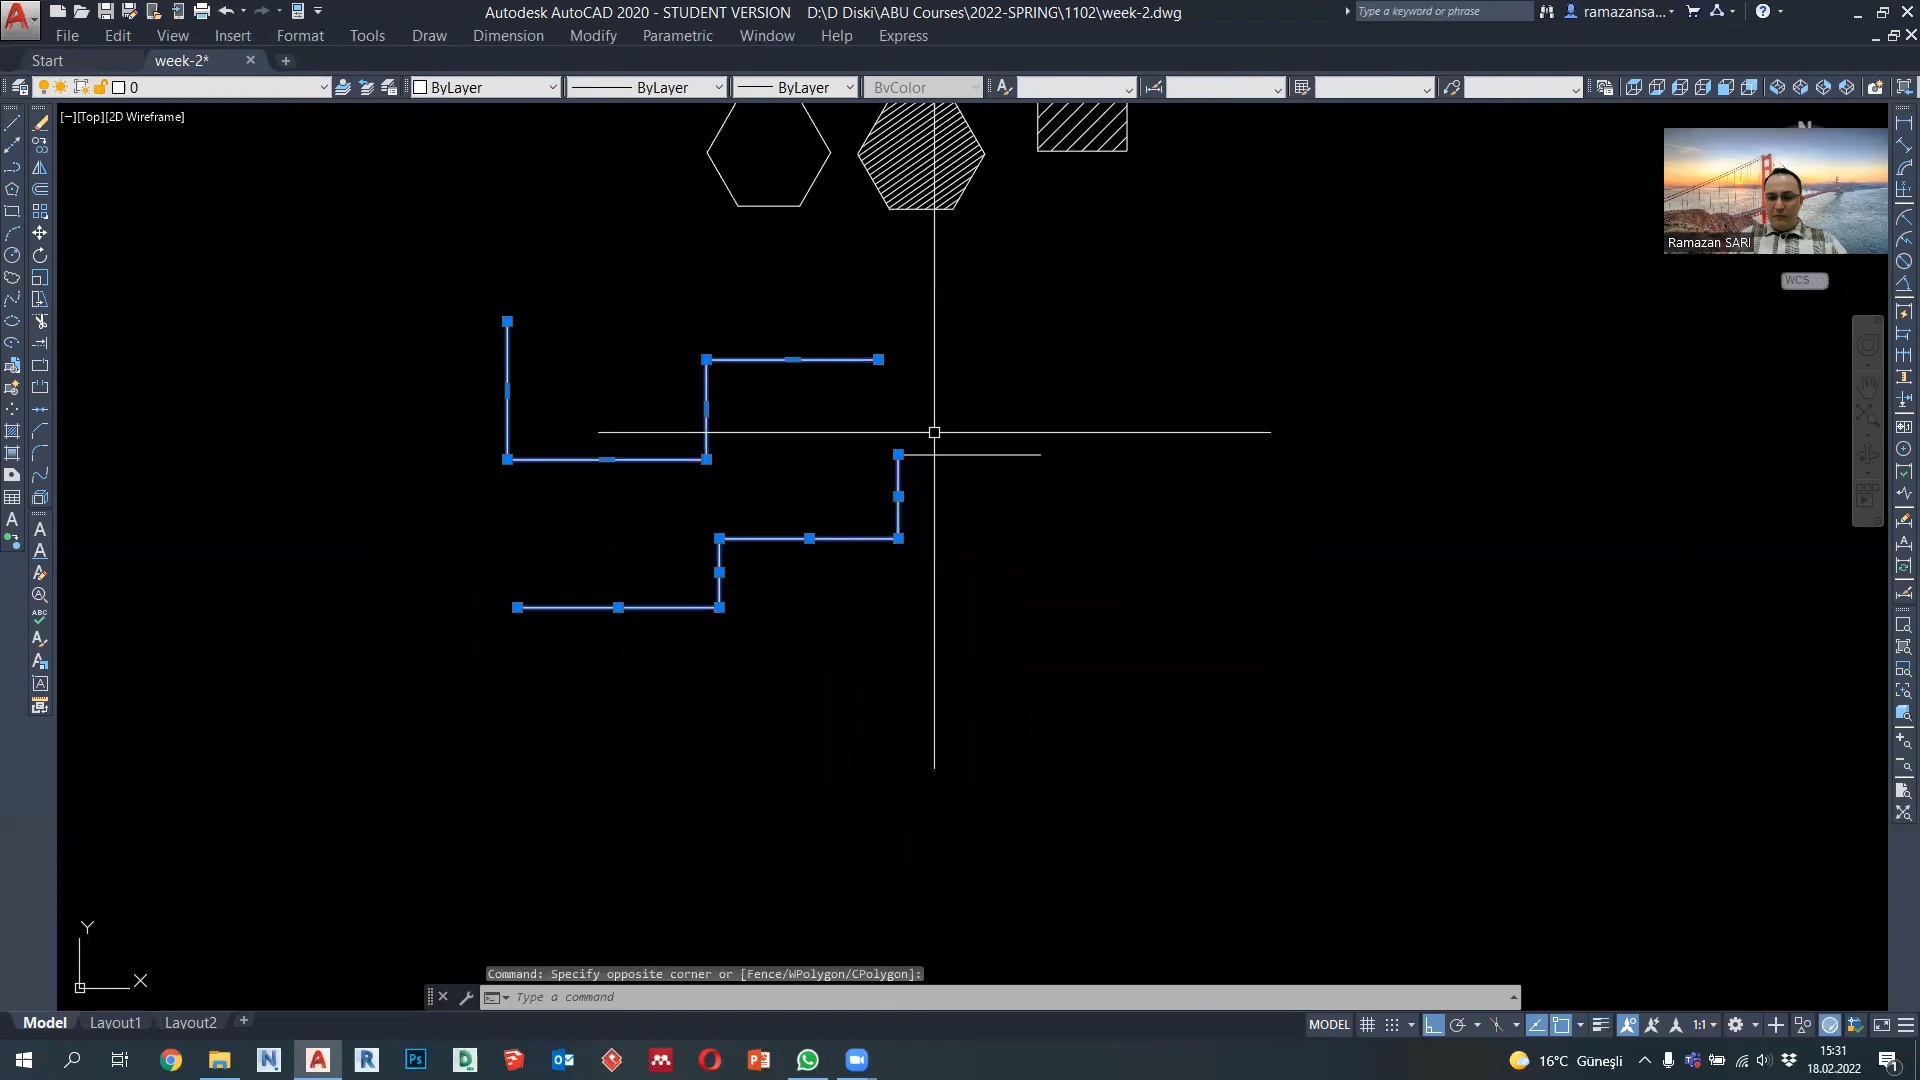 Autodesk AutoCAD 2020 - STUDENT VERSION D:\D Diski\ABU Courses\2022-SPRING\1102\week-2.dwg
Type a keyword or phrase
ramazansa...
File Edit View Insert Format Tools Draw Dimension Modify Parametric Window Help Express
Start week-2*
0 ByLayer ByLayer ByLayer ByColor
[−][Top][2D Wireframe]
N
Ramazan SARI
WCS
Y
X
Command: Specify opposite corner or [Fence/WPolygon/CPolygon]:
Type a command
Model Layout1 Layout2
MODEL 1:1
16°C Güneşli
15:31
18.02.2022
1